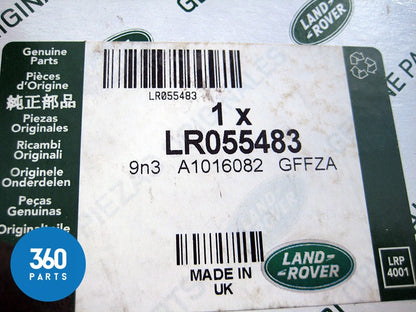 Genuine
Parts
Pièces
d'Origine
純正部品
Piezas
Originales
Ricambi
Originali
Originele
Onderdelen
Peças
Genuinas
LR055483
1 x
LR055483
9n3 A1016082 GFFZA
MADE IN
UK
LAND-
ROVER
LRP
4001
LAND-
ROVER
360
PARTS